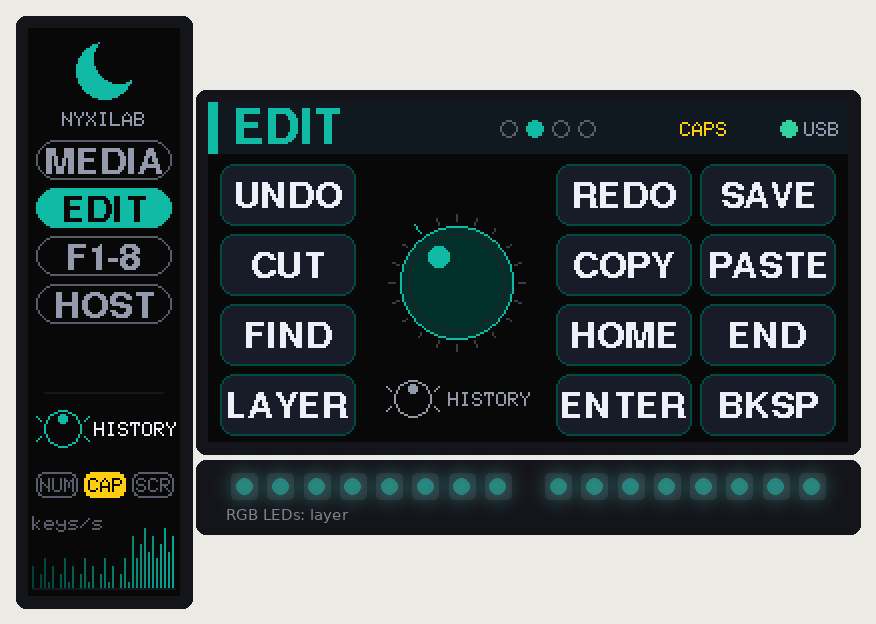 NYXILAB
MEDIA
EDIT
F1-8
HOST
HISTORY
NUM CAP SCR
keys/s
EDIT CAPS USB
UNDO REDO SAVE
CUT COPY PASTE
FIND HOME END
LAYER HISTORY ENTER BKSP
RGB LEDs: layer